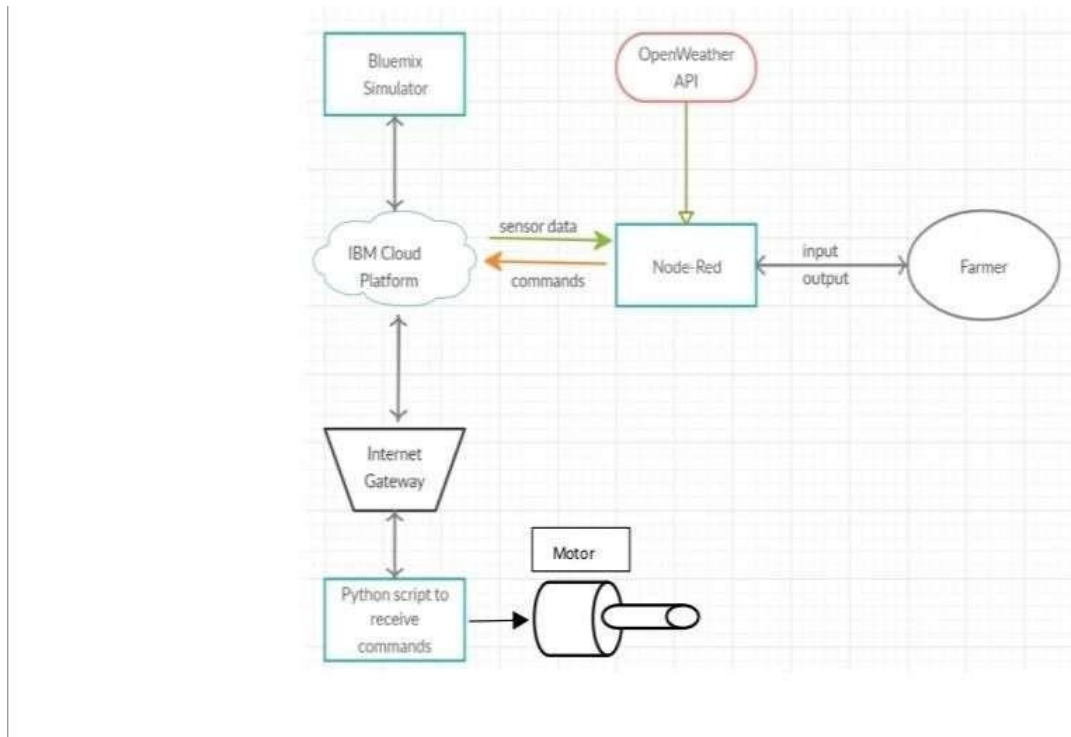 Bluemix
Simulator
OpenWeather
API
sensor data
IBM Cloud
Platform
commands
Node-Red
input
output
Farmer
Internet
Gateway
Motor
Python script to
receive
commands